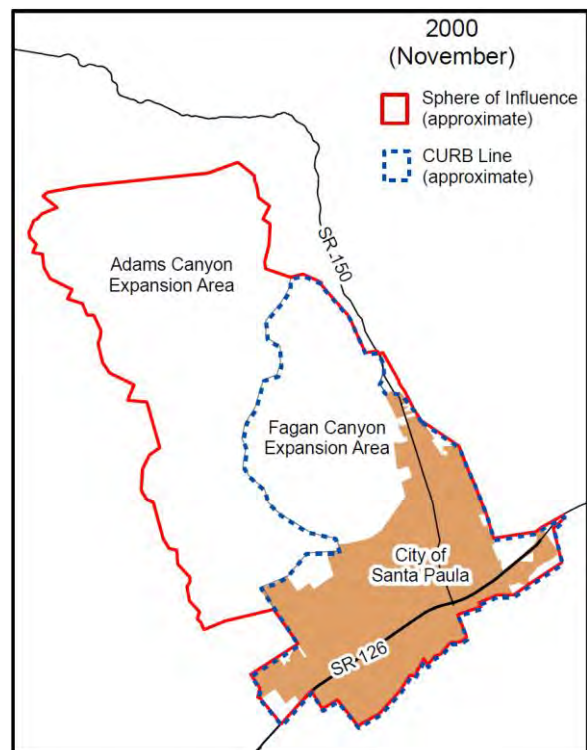 2000
(November)
Sphere of Influence
(approximate)
CURB Line
(approximate)
SR 150
Adams Canyon
Expansion Area
Fagan Canyon
Expansion Area
City of
Santa Paula
SR 126